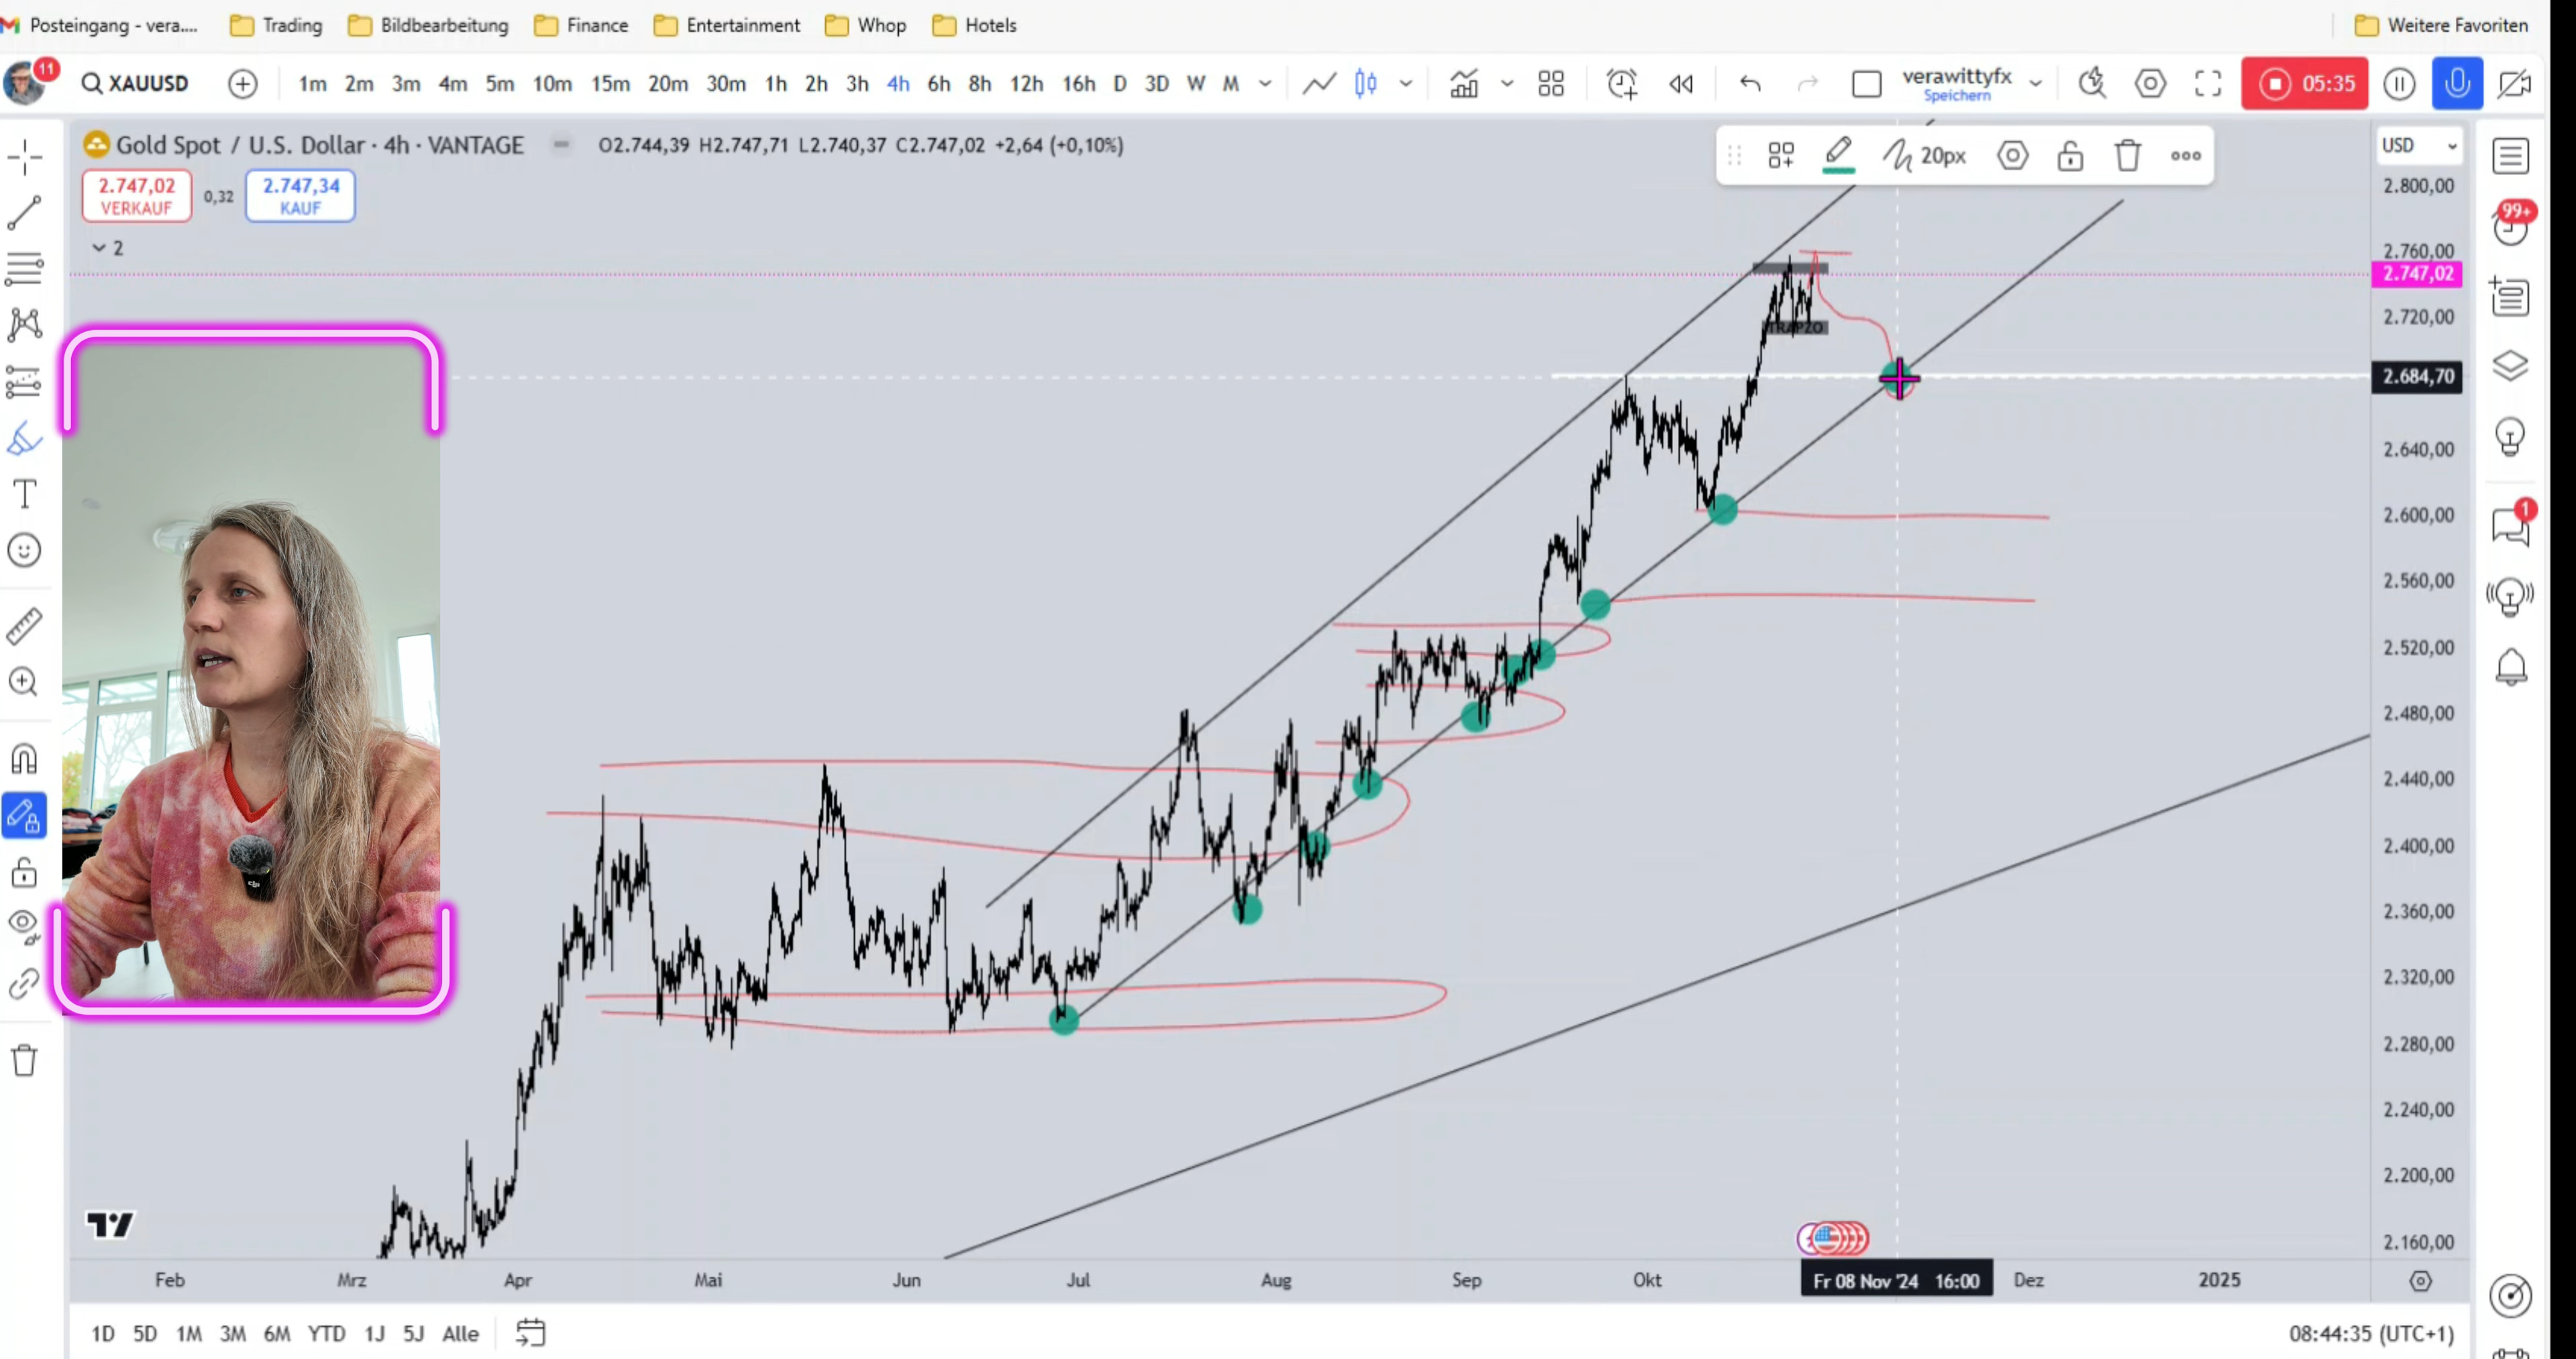 Posteingang - vera.... Trading Bildbearbeitung Finance Entertainment Whop Hotels Weitere Favoriten
11 XAUUSD 1m 2m 3m 4m 5m 10m 15m 20m 30m 1h 2h 3h 4h 6h 8h 12h 16h D 3D W M verawittyfx Speichern 05:35
Gold Spot / U.S. Dollar · 4h · VANTAGE O2.744,39 H2.747,71 L2.740,37 C2.747,02 +2,64 (+0,10%)
20px
USD
2.747,02 VERKAUF 0,32 2.747,34 KAUF
2
2.800,00
99+
2.760,00
2.747,02
2.720,00
2.684,70
2.640,00
2.600,00
1
2.560,00
2.520,00
2.480,00
2.440,00
2.400,00
2.360,00
2.320,00
2.280,00
2.240,00
2.200,00
2.160,00
Feb Mrz Apr Mai Jun Jul Aug Sep Okt Fr 08 Nov '24 16:00 Dez 2025
1D 5D 1M 3M 6M YTD 1J 5J Alle 08:44:35 (UTC+1)